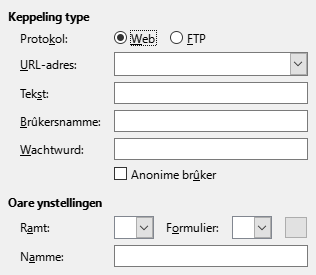 Keppeling type
Protokol: Web FTP
URL-adres:
Tekst:
Brûkersnamme:
Wachtwurd:
Anonime brûker
Oare ynstellingen
Ramt: Formulier:
Namme: